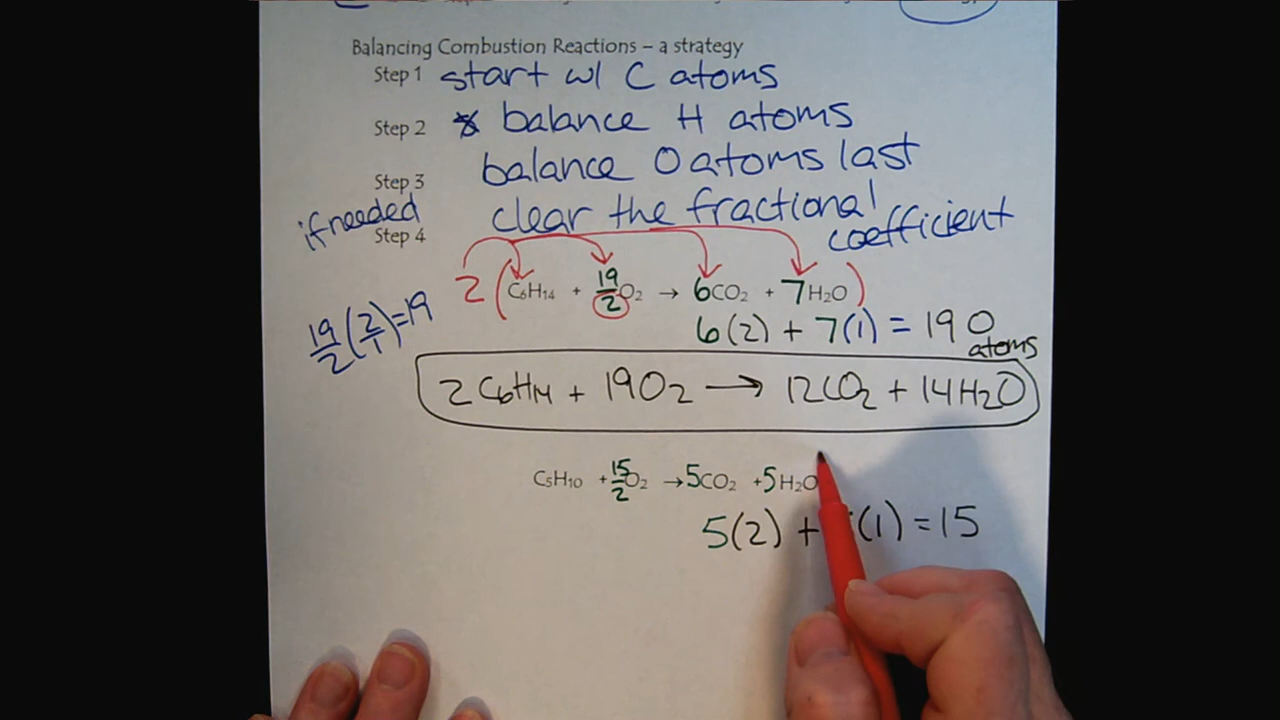 Balancing Combustion Reactions – a strategy
Step 1 start w/ C atoms
Step 2 * balance H atoms
Step 3 balance O atoms last
if needed
Step 4 clear the fractional coefficient
2 (C₆H₁₄ + 19/2 O₂ → 6CO₂ + 7H₂O)
19/2 (2/1) = 19
6(2) + 7(1) = 19 O atoms
2C₆H₁₄ + 19O₂ → 12CO₂ + 14H₂O
C₅H₁₀ + 15/2 O₂ → 5CO₂ + 5H₂O
5(2) + (1) = 15